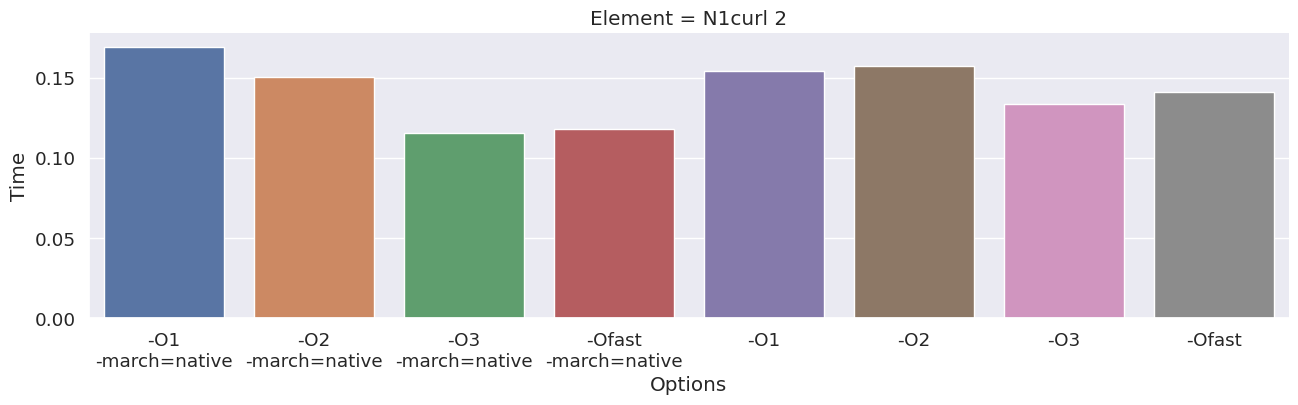 Element = N1curl 2
Time
0.15
0.10
0.05
0.00
-O1
-march=native
-O2
-march=native
-O3
-march=native
-Ofast
-march=native
-O1
-O2
-O3
-Ofast
Options